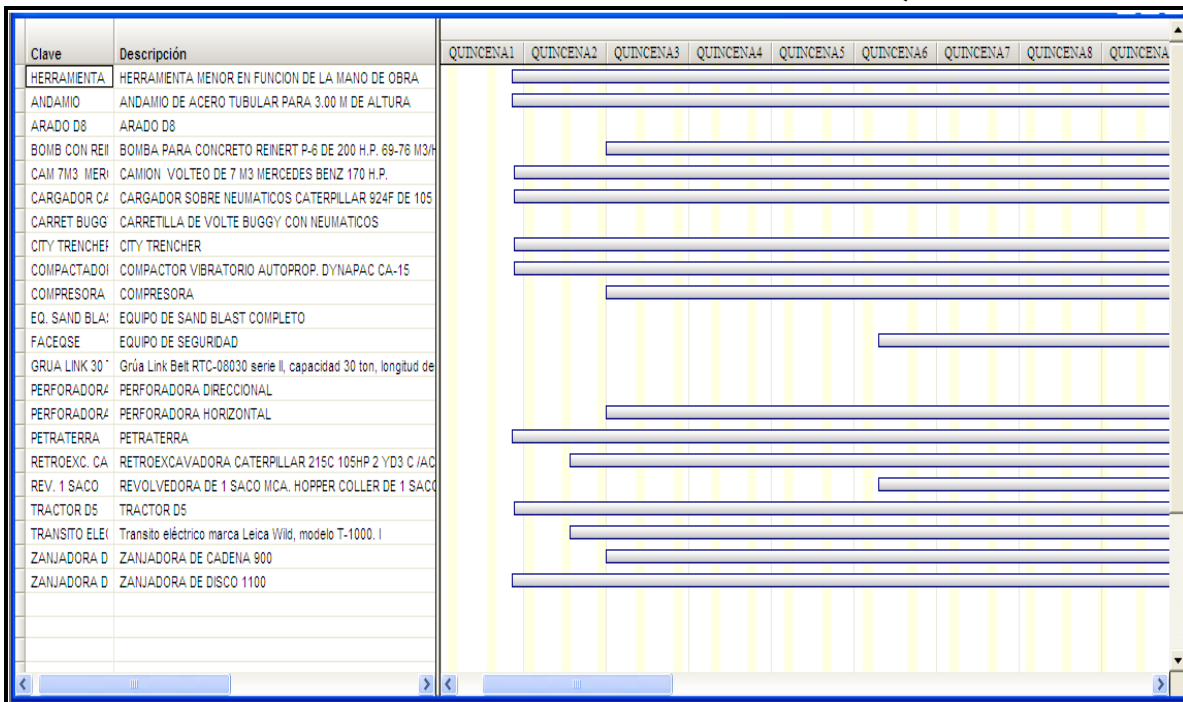 Clave Descripción QUINCENA1 QUINCENA2 QUINCENA3 QUINCENA4 QUINCENA5 QUINCENA6 QUINCENA7 QUINCENA8 QUINCENA
HERRAMIENTA HERRAMIENTA MENOR EN FUNCION DE LA MANO DE OBRA
ANDAMIO ANDAMIO DE ACERO TUBULAR PARA 3.00 M DE ALTURA
ARADO D8 ARADO D8
BOMB CON REII BOMBA PARA CONCRETO REINERT P-6 DE 200 H.P. 69-76 M3/H
CAM 7M3 MER CAMION VOLTEO DE 7 M3 MERCEDES BENZ 170 H.P.
CARGADOR CA CARGADOR SOBRE NEUMATICOS CATERPILLAR 924F DE 105
CARRET BUGG CARRETILLA DE VOLTE BUGGY CON NEUMATICOS
CITY TRENCHER CITY TRENCHER
COMPACTADO COMPACTOR VIBRATORIO AUTOPROP. DYNAPAC CA-15
COMPRESORA COMPRESORA
EQ. SAND BLA EQUIPO DE SAND BLAST COMPLETO
FACEQSE EQUIPO DE SEGURIDAD
GRUA LINK 30 Grúa Link Belt RTC-08030 serie II, capacidad 30 ton, longitud de
PERFORADORA PERFORADORA DIRECCIONAL
PERFORADORA PERFORADORA HORIZONTAL
PETRATERRA PETRATERRA
RETROEXC. CA RETROEXCAVADORA CATERPILLAR 215C 105HP 2 YD3 C /AC
REV. 1 SACO REVOLVEDORA DE 1 SACO MCA. HOPPER COLLER DE 1 SACO
TRACTOR D5 TRACTOR D5
TRANSITO ELE Transito eléctrico marca Leica Wild, modelo T-1000. I
ZANJADORA D ZANJADORA DE CADENA 900
ZANJADORA D ZANJADORA DE DISCO 1100